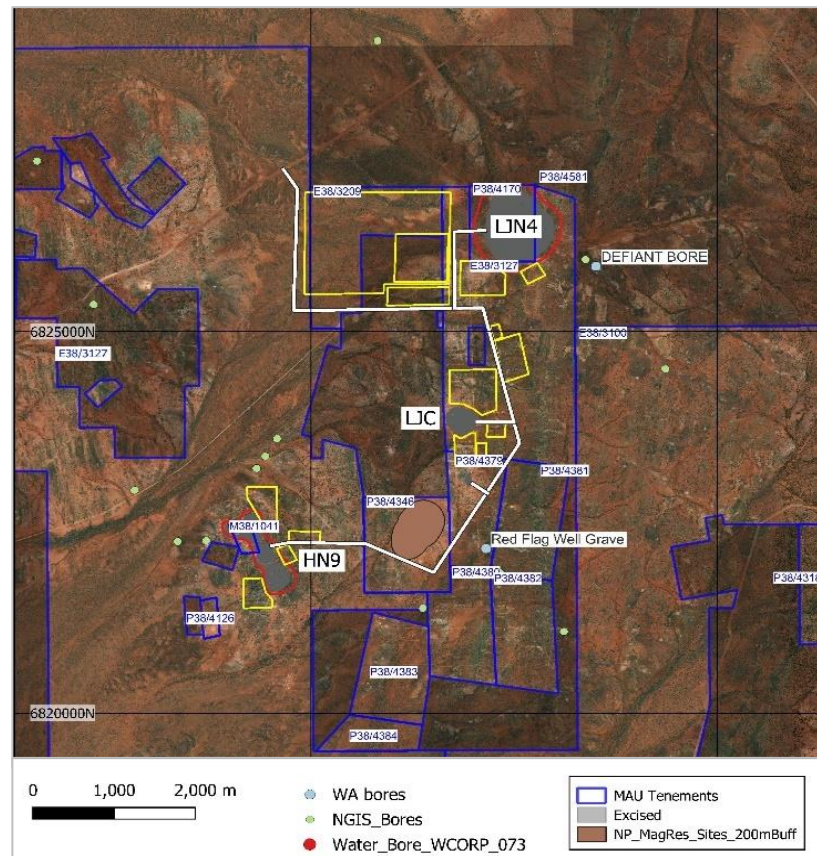 E38/3209
P38/4170
P38/4581
LJN4
DEFIANT BORE
E38/3127
6825000N
E38/3100
E38/3127
LJC
P38/4379
P38/4381
P38/4346
M38/1041
Red Flag Well Grave
HN9
P38/4380
P38/4382
P38/4318
P38/4126
P38/4383
6820000N
P38/4384
0 1,000 2,000 m
WA bores
NGIS_Bores
Water_Bore_WCORP_073
MAU Tenements
Excised
NP_MagRes_Sites_200mBuff